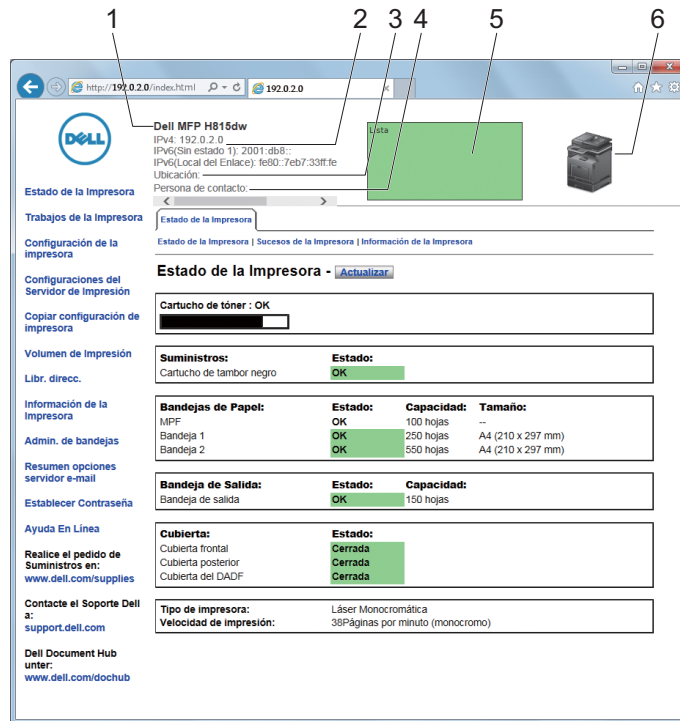 1 2 3 4 5 6
http://192.0.2.0/index.html
192.0.2.0
DELL
Dell MFP H815dw
IPv4: 192.0.2.0
IPv6(Sin estado 1): 2001:db8::
IPv6(Local del Enlace): fe80::7eb7:33ff:fe
Ubicación:
Persona de contacto:
Lista
Estado de la Impresora
Trabajos de la Impresora
Configuración de la
impresora
Configuraciones del
Servidor de Impresión
Copiar configuración de
impresora
Volumen de Impresión
Libr. direcc.
Información de la
Impresora
Admin. de bandejas
Resumen opciones
servidor e-mail
Establecer Contraseña
Ayuda En Línea
Realice el pedido de
Suministros en:
www.dell.com/supplies
Contacte el Soporte Dell
a:
support.dell.com
Dell Document Hub
unter:
www.dell.com/dochub
Estado de la Impresora
Estado de la Impresora | Sucesos de la Impresora | Información de la Impresora
Estado de la Impresora - Actualizar
Cartucho de tóner : OK
Suministros: Estado:
Cartucho de tambor negro OK
Bandejas de Papel: Estado: Capacidad: Tamaño:
MPF OK 100 hojas --
Bandeja 1 OK 250 hojas A4 (210 x 297 mm)
Bandeja 2 OK 550 hojas A4 (210 x 297 mm)
Bandeja de Salida: Estado: Capacidad:
Bandeja de salida OK 150 hojas
Cubierta: Estado:
Cubierta frontal Cerrada
Cubierta posterior Cerrada
Cubierta del DADF Cerrada
Tipo de impresora: Láser Monocromática
Velocidad de impresión: 38Páginas por minuto (monocromo)